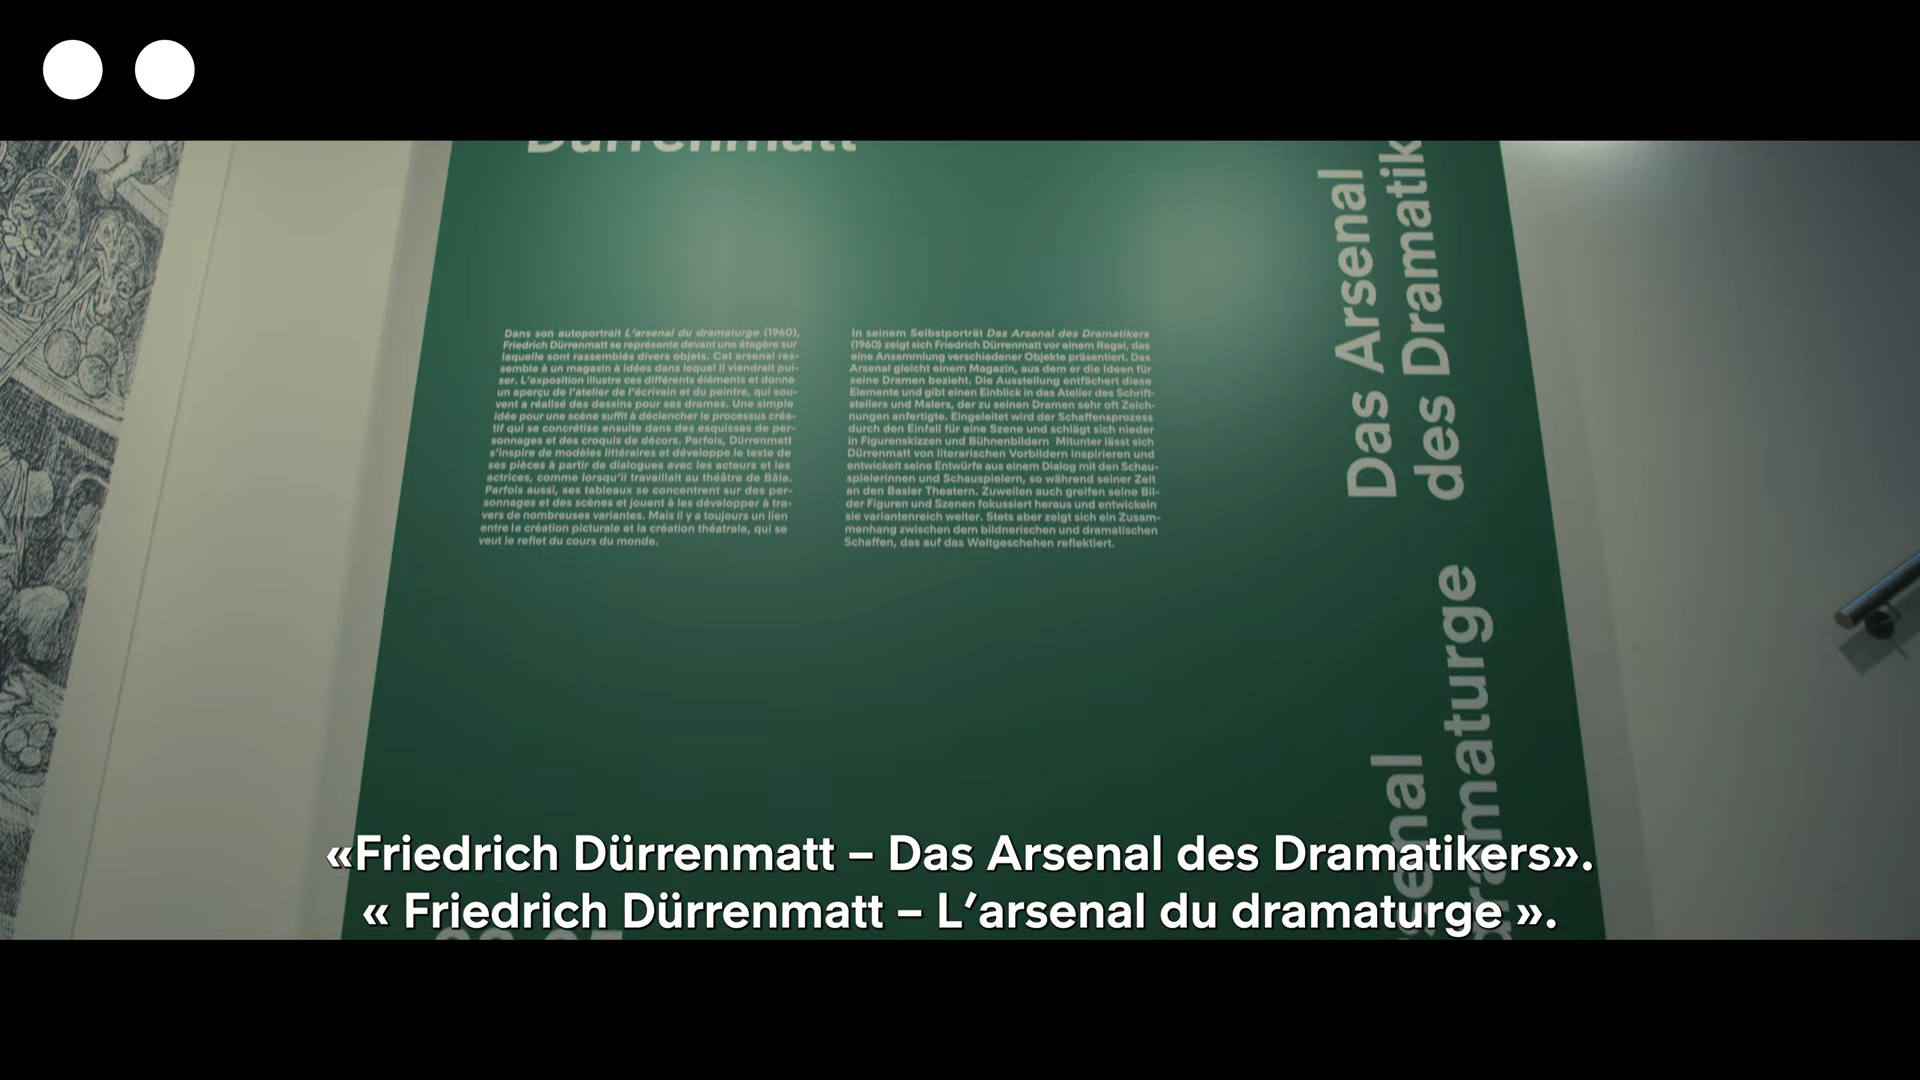 Dürrenmatt
Dans son autoportrait L'arsenal du dramaturge (1960),
Friedrich Dürrenmatt se représente devant une étagère sur
laquelle sont rassemblés divers objets. Cet arsenal res-
semble à un magasin à idées dans lequel il viendrait pui-
ser. L'exposition illustre ces différents éléments et donne
un aperçu de l'atelier de l'écrivain et du peintre, qui sou-
vent a réalisé des dessins pour ses drames. Une simple
idée pour une scène suffit à déclencher le processus créa-
tif qui se concrétise ensuite dans des esquisses de per-
sonnages et des croquis de décors. Parfois, Dürrenmatt
s'inspire de modèles littéraires et développe le texte de
ses pièces à partir de dialogues avec les acteurs et les
actrices, comme lorsqu'il travaillait au théâtre de Bâle.
Parfois aussi, ses tableaux se concentrent sur des per-
sonnages et des scènes et jouent à les développer à tra-
vers de nombreuses variantes. Mais il y a toujours un lien
entre la création picturale et la création théatrale, qui se
veut le reflet du cours du monde.
In seinem Selbstporträt Das Arsenal des Dramatikers
(1960) zeigt sich Friedrich Dürrenmatt vor einem Regal, das
eine Ansammlung verschiedener Objekte präsentiert. Das
Arsenal gleicht einem Magazin, aus dem er die Ideen für
seine Dramen bezieht. Die Ausstellung entfächert diese
Elemente und gibt einen Einblick in das Atelier des Schrift-
stellers und Malers, der zu seinen Dramen sehr oft Zeich-
nungen anfertigte. Eingeleitet wird der Schaffensprozess
durch den Einfall für eine Szene und schlägt sich nieder
in Figurenskizzen und Bühnenbildern Mitunter lässt sich
Dürrenmatt von literarischen Vorbildern inspirieren und
entwickelt seine Entwürfe aus einem Dialog mit den Schau-
spielerinnen und Schauspielern, so während seiner Zeit
an den Basler Theatern. Zuweilen auch greifen seine Bil-
der Figuren und Szenen fokussiert heraus und entwickeln
sie variantenreich weiter. Stets aber zeigt sich ein Zusam-
menhang zwischen dem bildnerischen und dramatischen
Schaffen, das auf das Weltgeschehen reflektiert.
Das Arsenal
des Dramatik
senal
dramaturge
«Friedrich Dürrenmatt – Das Arsenal des Dramatikers».
« Friedrich Dürrenmatt – L'arsenal du dramaturge ».